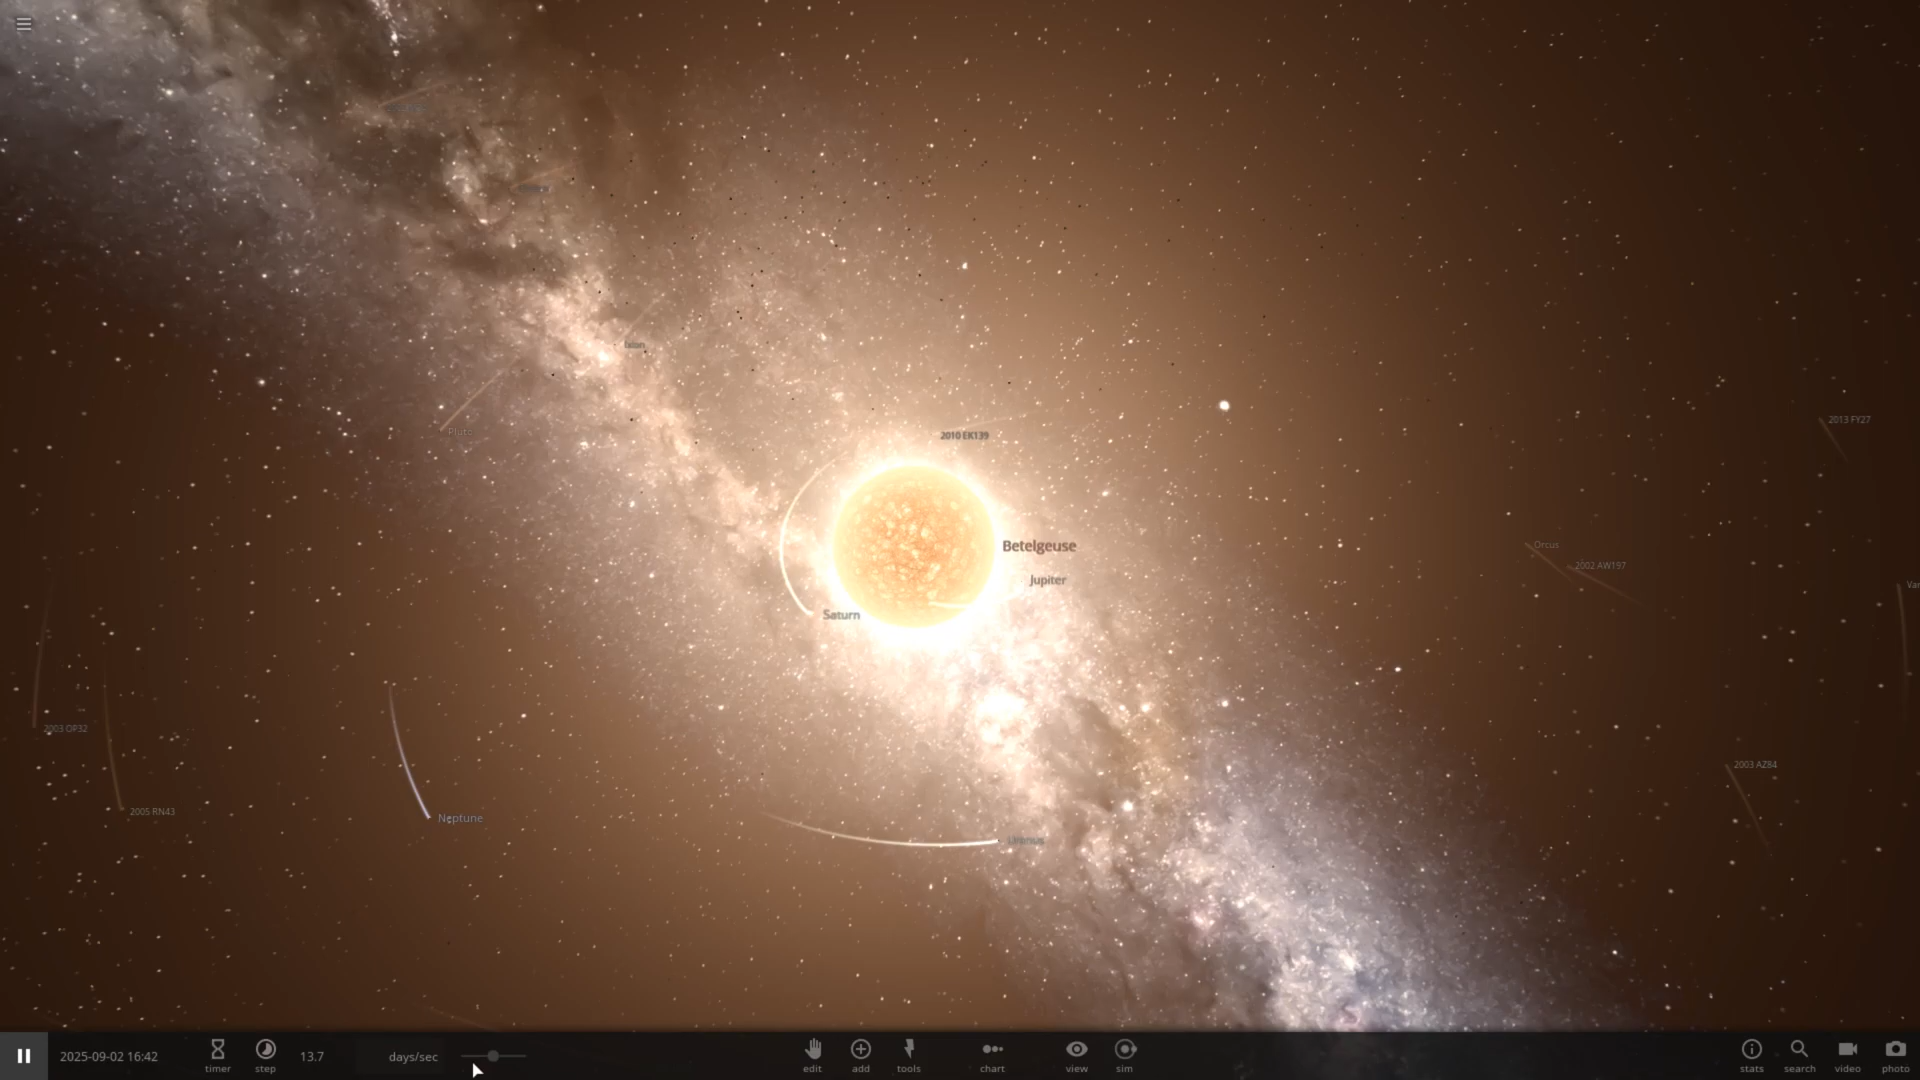 Ixion
Pluto
2010 EK139
2013 FY27
Betelgeuse
Orcus
2002 AW197
Jupiter
Var
Saturn
2003 OP32
2003 AZ84
2005 RN43
Neptune
Uranus
2025-09-02 16:42
timer
step
13.7
days/sec
edit
add
tools
chart
view
sim
stats
search
video
photo